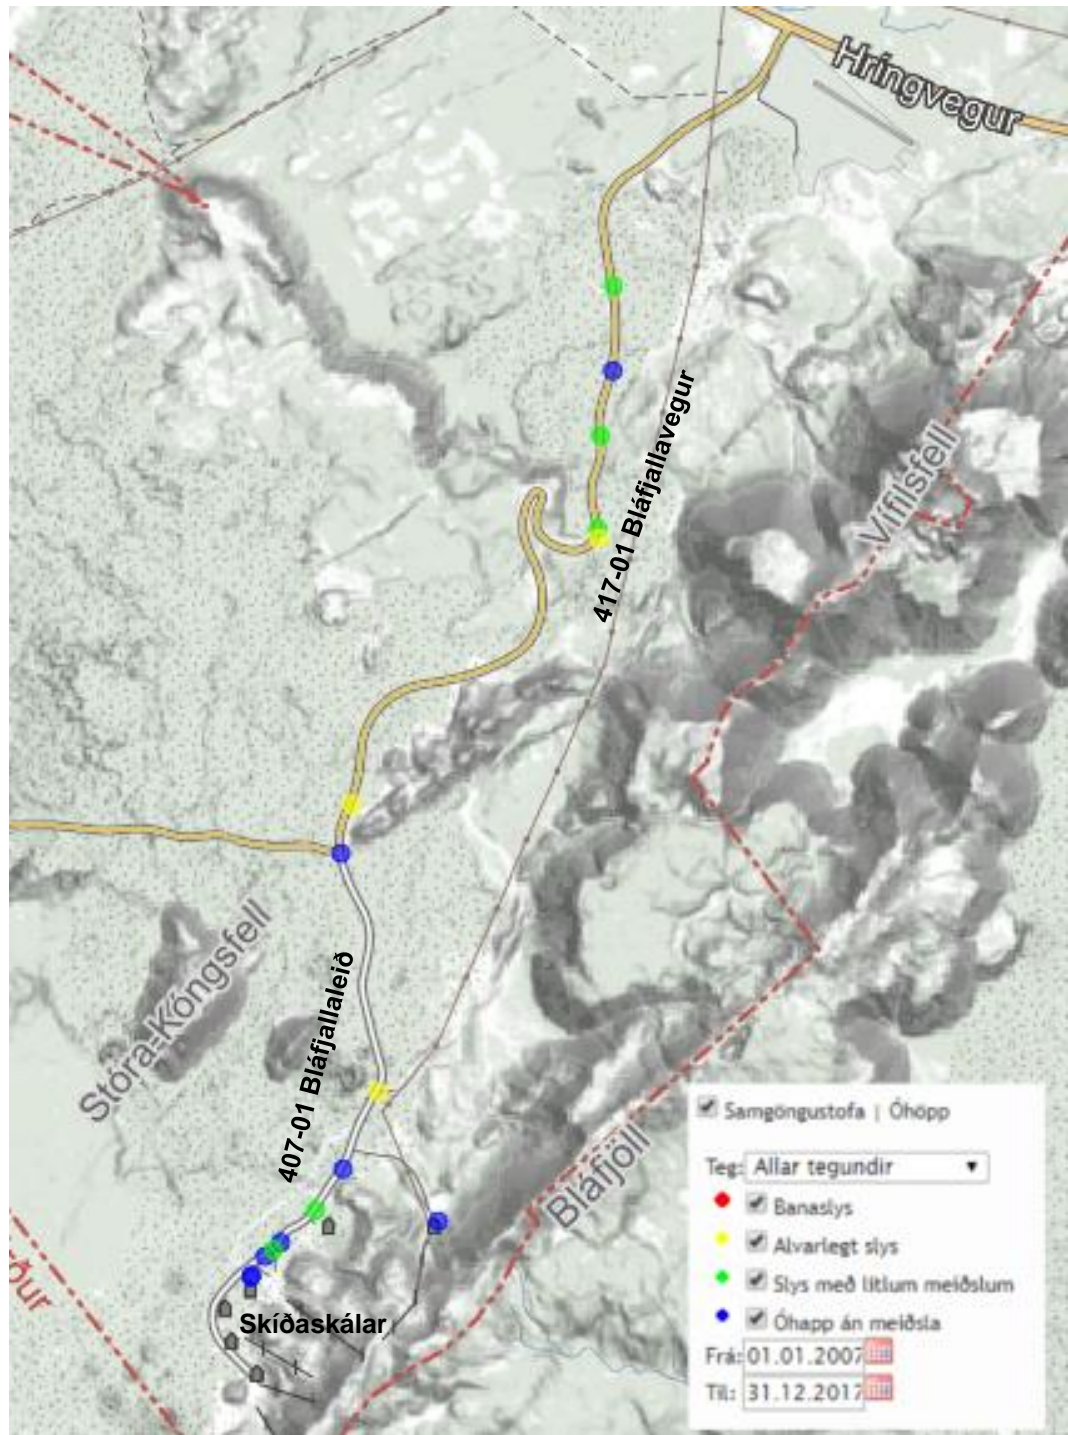 Hringvegur
417-01 Bláfjallavegur
Vífilsfell
Stóra-Kóngsfell
407-01 Bláfjallaleið
Bláfjöll
ður
Skíðaskálar
Samgöngustofa | Óhöpp
Teg: Allar tegundir
Banaslys
Alvarlegt slys
Slys með litlum meiðslum
Óhapp án meiðsla
Frá: 01.01.2007
Til: 31.12.2017